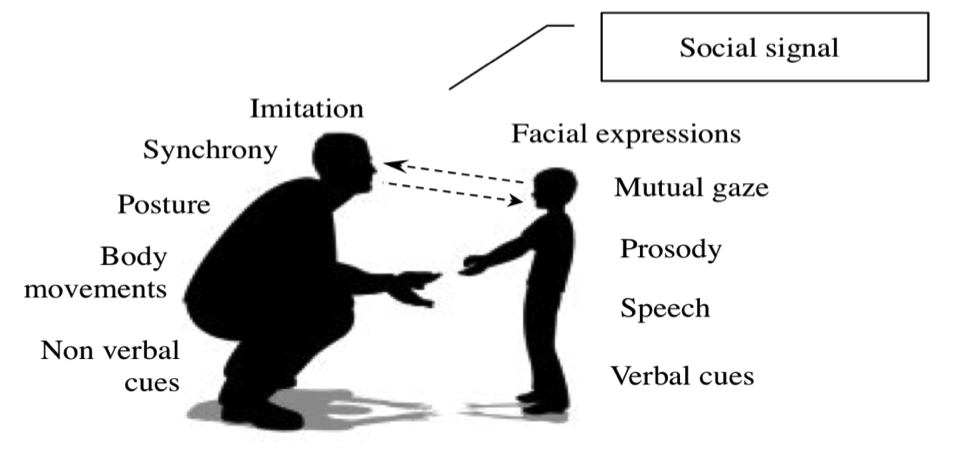 Social signal
Imitation
Facial expressions
Synchrony
Mutual gaze
Posture
Prosody
Body
movements
Speech
Non verbal
cues
Verbal cues